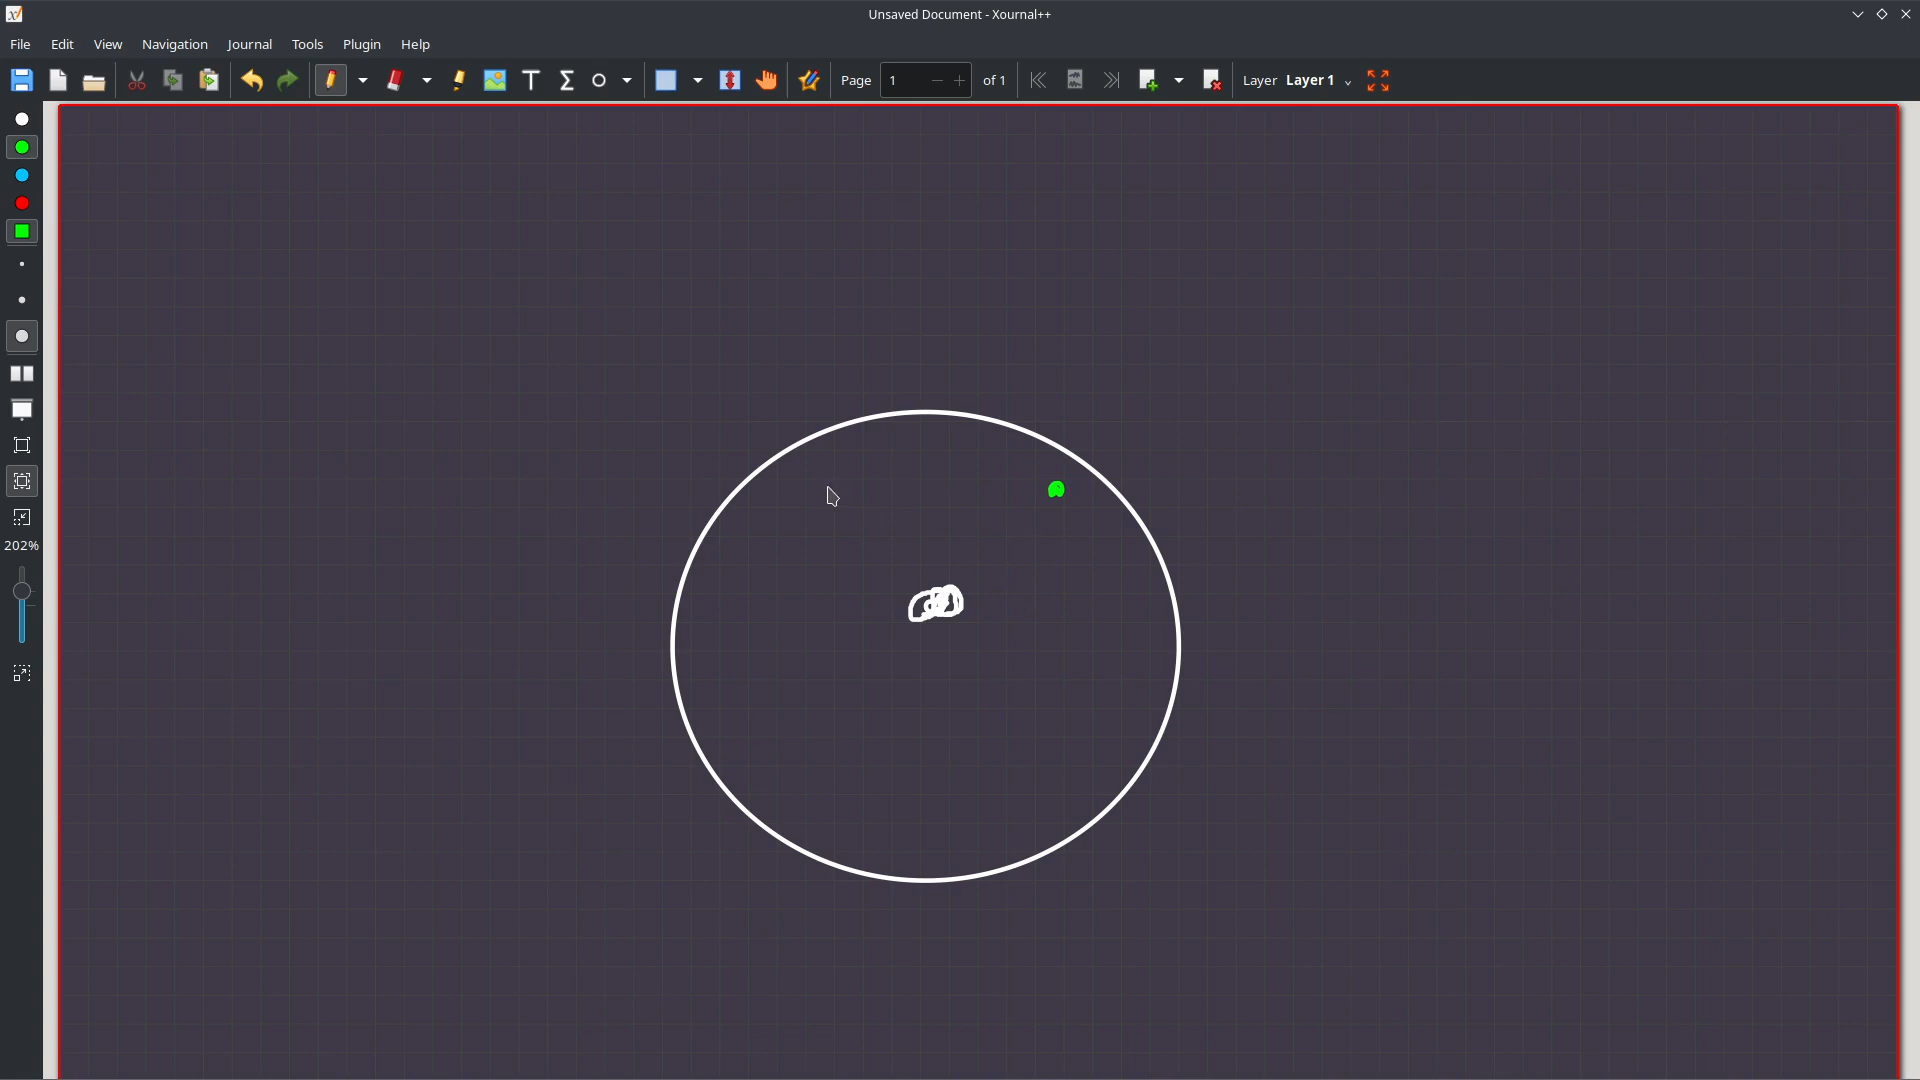 Unsaved Document - Xournal++
File Edit View Navigation Journal Tools Plugin Help
Page 1 of 1 Layer Layer 1
202%